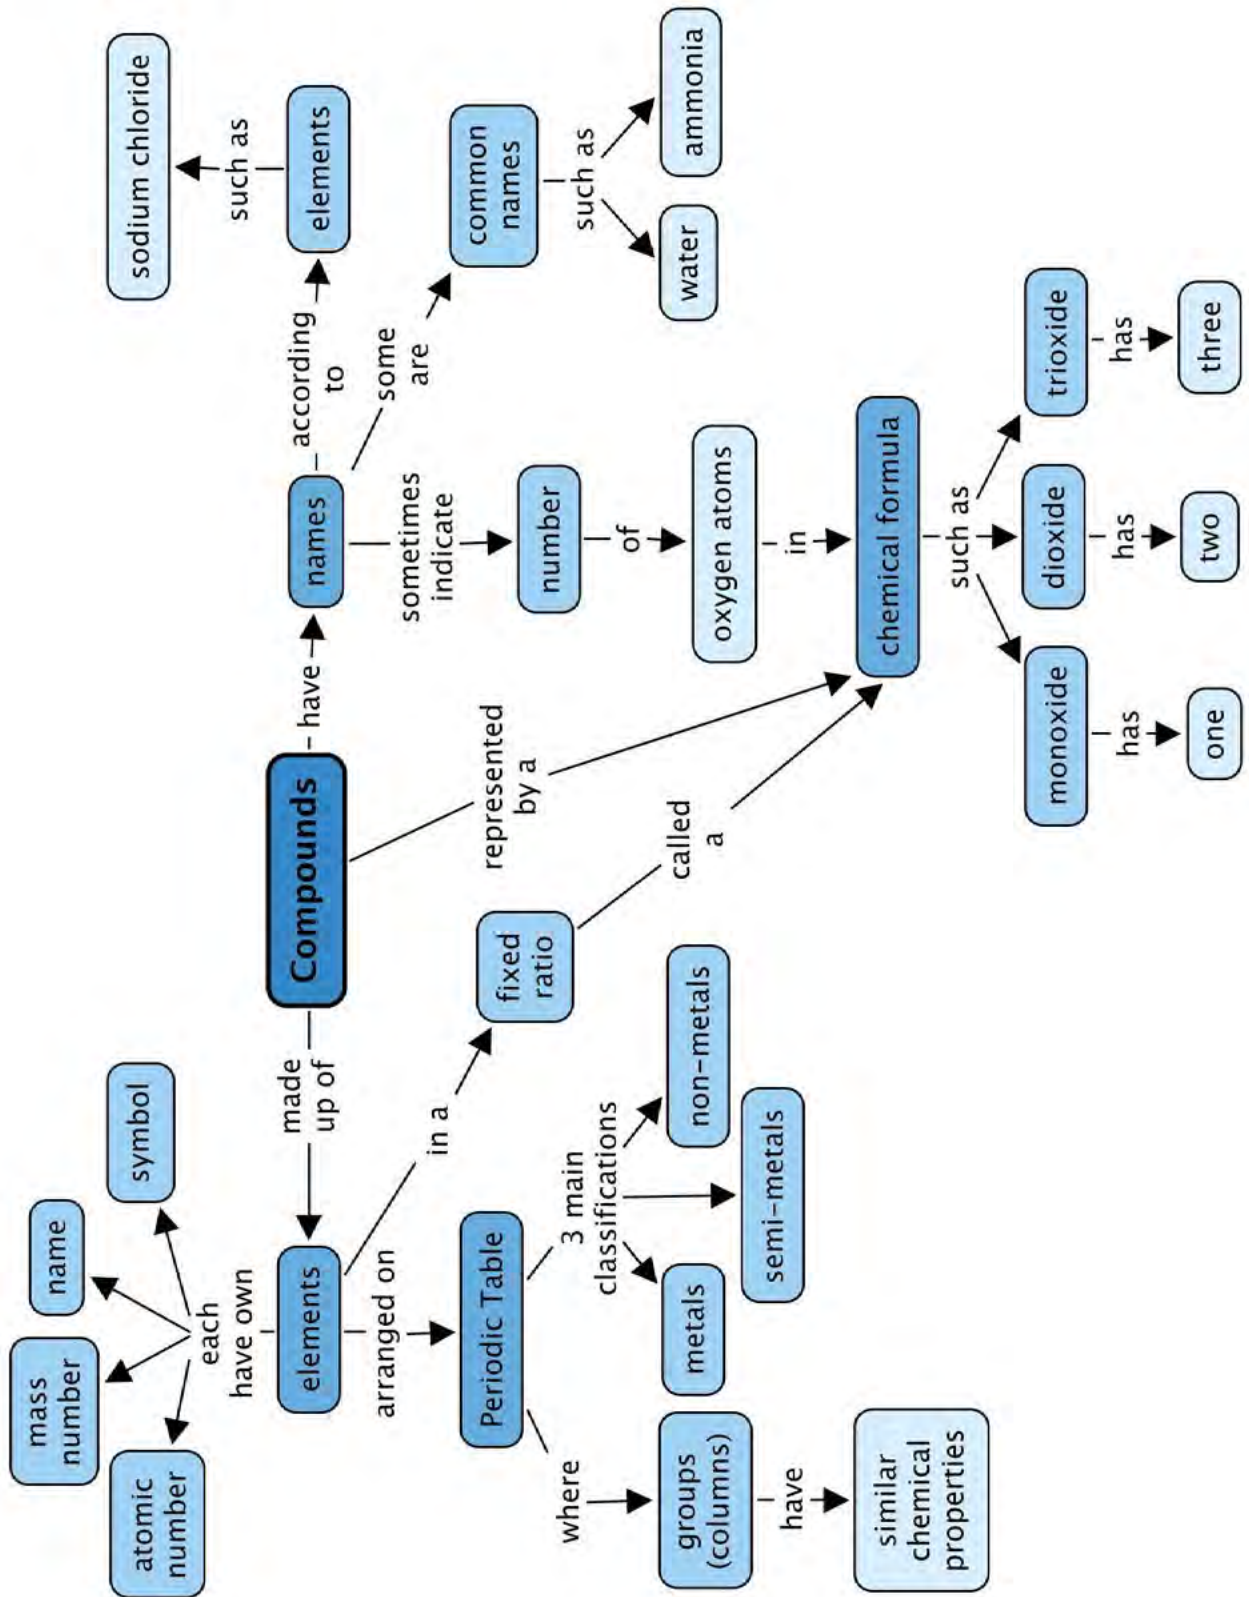 mass
number
name
symbol
atomic
number
each
have own
elements
made
up of
Compounds
have
names
according
to
elements
such as
sodium chloride
arranged on
in a
fixed
ratio
represented
by a
sometimes
indicate
some
are
common
names
such as
water
ammonia
Periodic Table
called
a
number
of
where
3 main
classifications
oxygen atoms
groups
(columns)
metals
semi-metals
non-metals
in
have
similar
chemical
properties
chemical formula
such as
monoxide
dioxide
trioxide
has
has
has
one
two
three